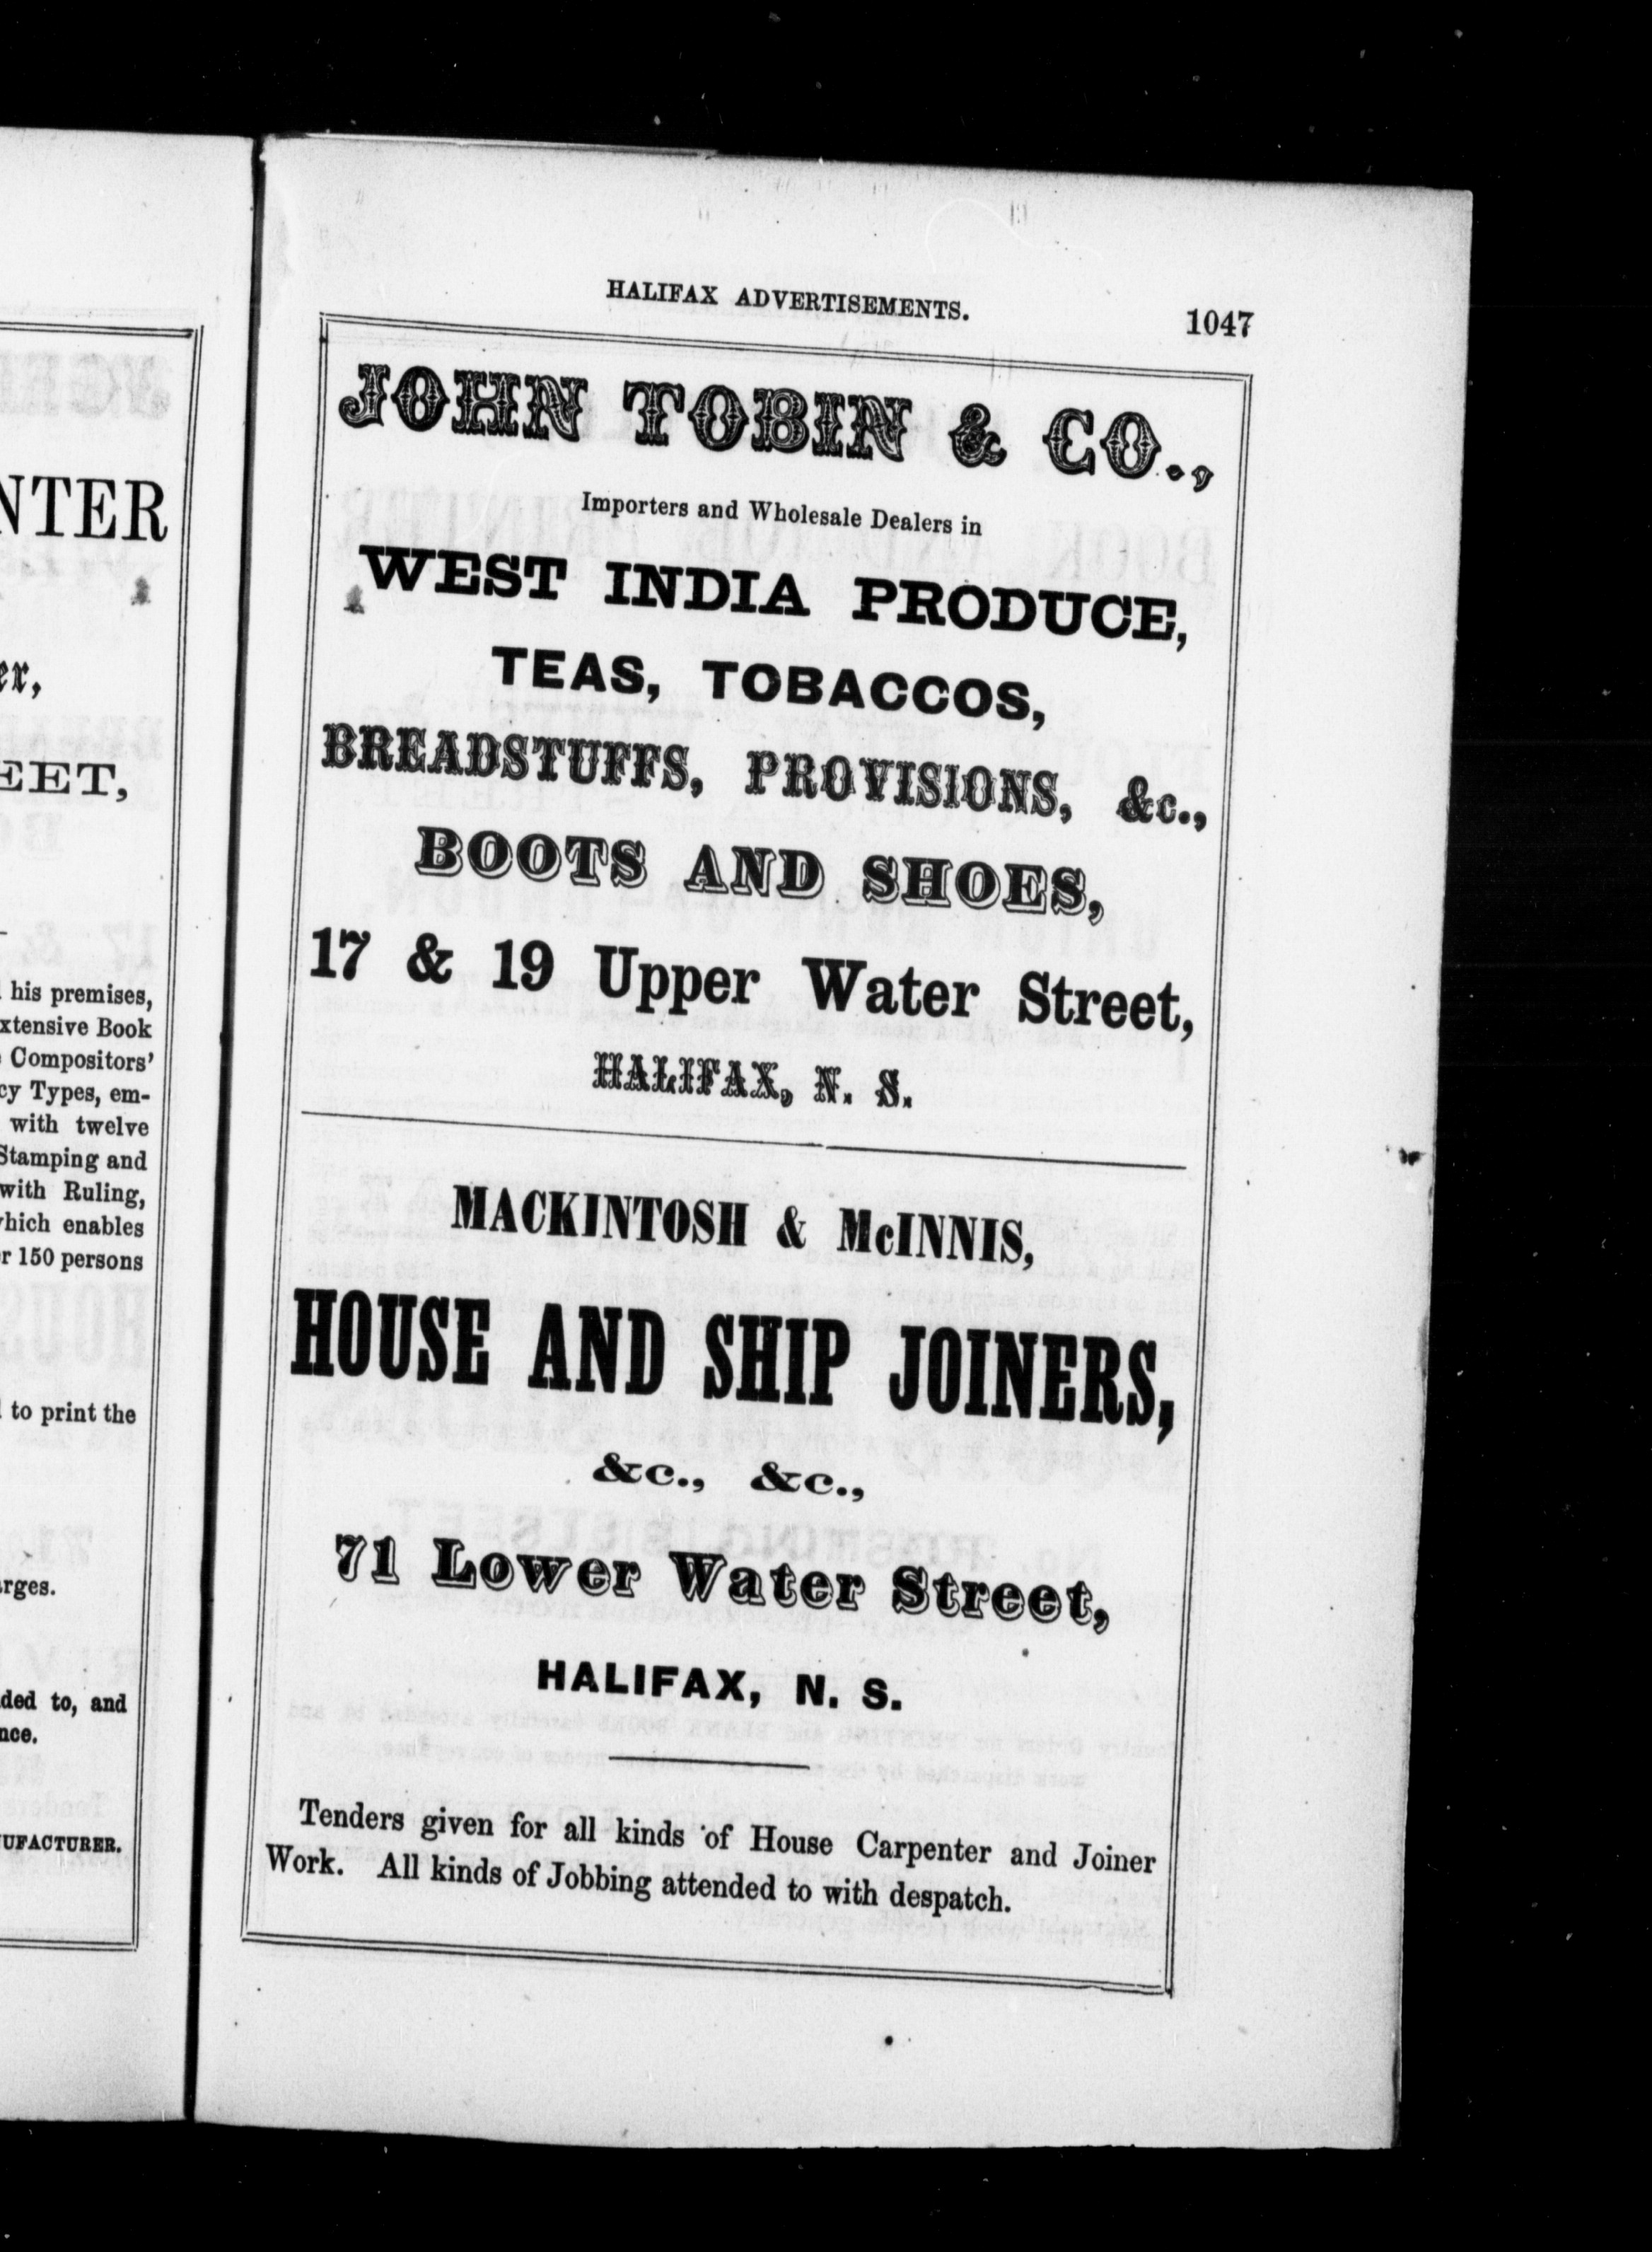 NTER
er,
EET,
his premises,
xtensive Book
Compositors'
cy Types, em-
with twelve
Stamping and
with Ruling,
which enables
r 150 persons
to print the
arges.
ded to, and
nce.
UFACTURER.
HALIFAX ADVERTISEMENTS. 1047
JOHN TOBIN & CO.,
Importers and Wholesale Dealers in
WEST INDIA PRODUCE,
TEAS, TOBACCOS,
BREADSTUFFS, PROVISIONS, &c.,
BOOTS AND SHOES,
17 & 19 Upper Water Street,
HALIFAX, N. S.
MACKINTOSH & McINNIS,
HOUSE AND SHIP JOINERS,
&c., &c.,
71 Lower Water Street,
HALIFAX, N. S.
Tenders given for all kinds of House Carpenter and Joiner
Work. All kinds of Jobbing attended to with despatch.